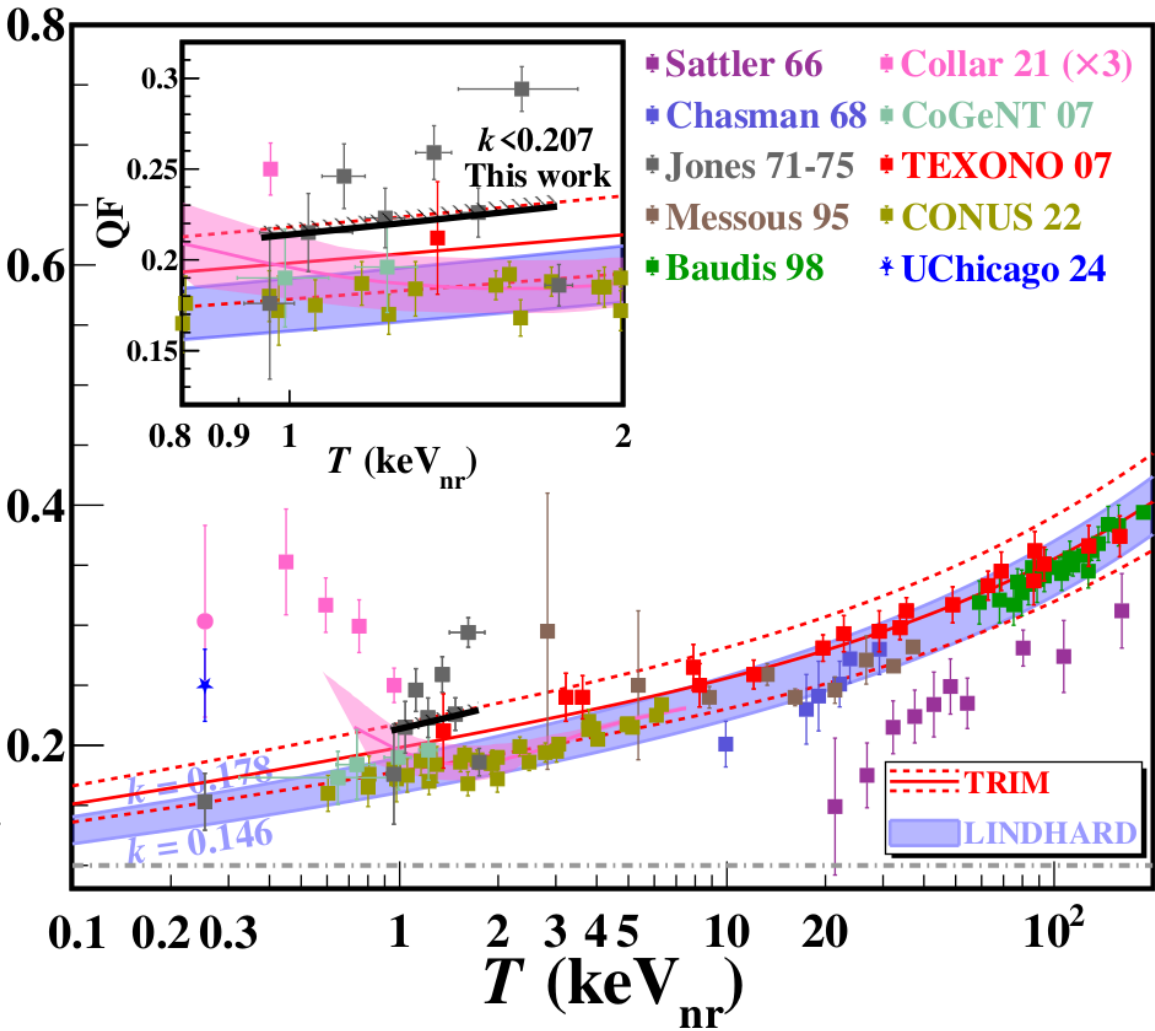 0.8
0.6
0.4
0.2
0.3
0.25
0.2
0.15
QF
k<0.207
This work
0.8 0.9 1 2
T (keVnr)
Sattler 66
Chasman 68
Jones 71-75
Messous 95
Baudis 98
Collar 21 (×3)
CoGeNT 07
TEXONO 07
CONUS 22
UChicago 24
k = 0.178
k = 0.146
TRIM
LINDHARD
0.1 0.2 0.3 1 2 3 4 5 10 20 10²
T (keVnr)